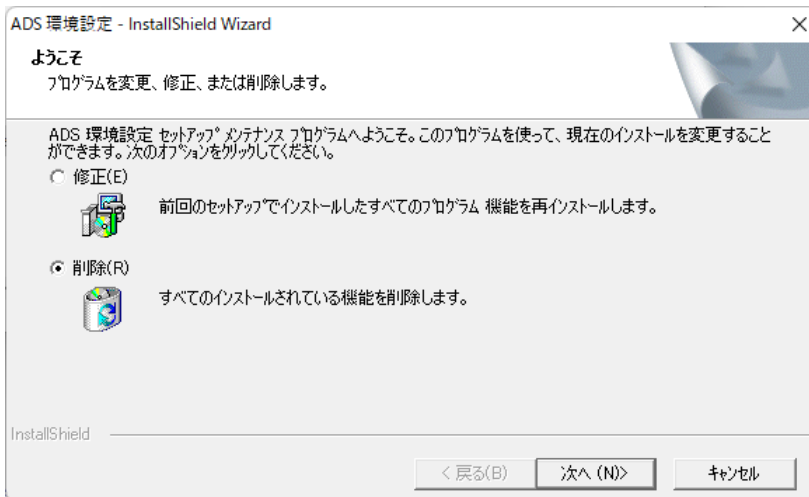 ADS 環境設定 - InstallShield Wizard
ようこそ
プログラムを変更、修正、または削除します。
ADS 環境設定 セットアップ メンテナンス プログラムへようこそ。このプログラムを使って、現在のインストールを変更すること
ができます。次のオプションをクリックしてください。
修正(E)
前回のセットアップでインストールしたすべてのプログラム 機能を再インストールします。
削除(R)
すべてのインストールされている機能を削除します。
InstallShield
< 戻る(B)
次へ (N)>
キャンセル